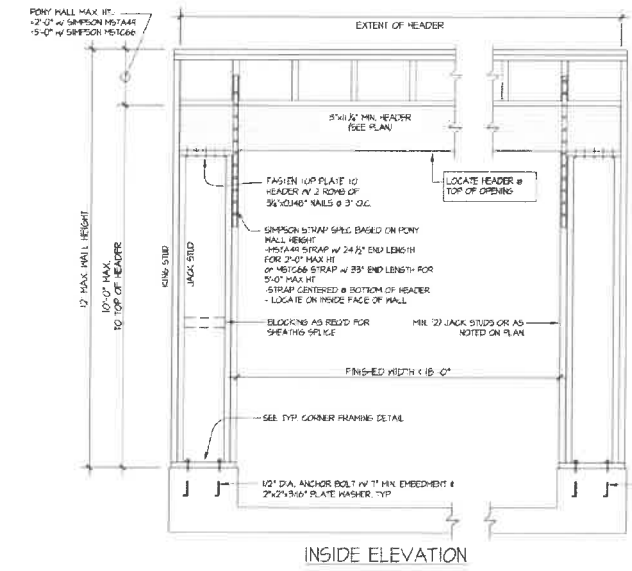 PONY WALL MAX HT:
-2'-0" W/ SIMPSON MSTA49
-5'-0" W/ SIMPSON MSTC66
EXTENT OF HEADER
3"x11¼" MIN. HEADER
(SEE PLAN)
FASTEN TOP PLATE TO
HEADER W/ 2 ROWS OF
3¼"x0.148" NAILS @ 3" O.C.
LOCATE HEADER @
TOP OF OPENING
SIMPSON STRAP SPEC BASED ON PONY
WALL HEIGHT
-MSTA49 STRAP W/ 24 ½" END LENGTH
FOR 2'-0" MAX HT
or MSTC66 STRAP W/ 33" END LENGTH FOR
5'-0" MAX HT
-STRAP CENTERED @ BOTTOM OF HEADER
- LOCATE ON INSIDE FACE OF WALL
12' MAX WALL HEIGHT
10'-0" MAX.
TO TOP OF HEADER
KING STUD
JACK STUD
BLOCKING AS REQ'D FOR
SHEATH'G SPLICE
MIN. (2) JACK STUDS OR AS
NOTED ON PLAN
FINISHED WIDTH < 18'-0"
SEE TYP. CORNER FRAMING DETAIL
1/2" DIA. ANCHOR BOLT W/ 7" MIN. EMBEDMENT &
2"x2"x3/16" PLATE WASHER, TYP
INSIDE ELEVATION